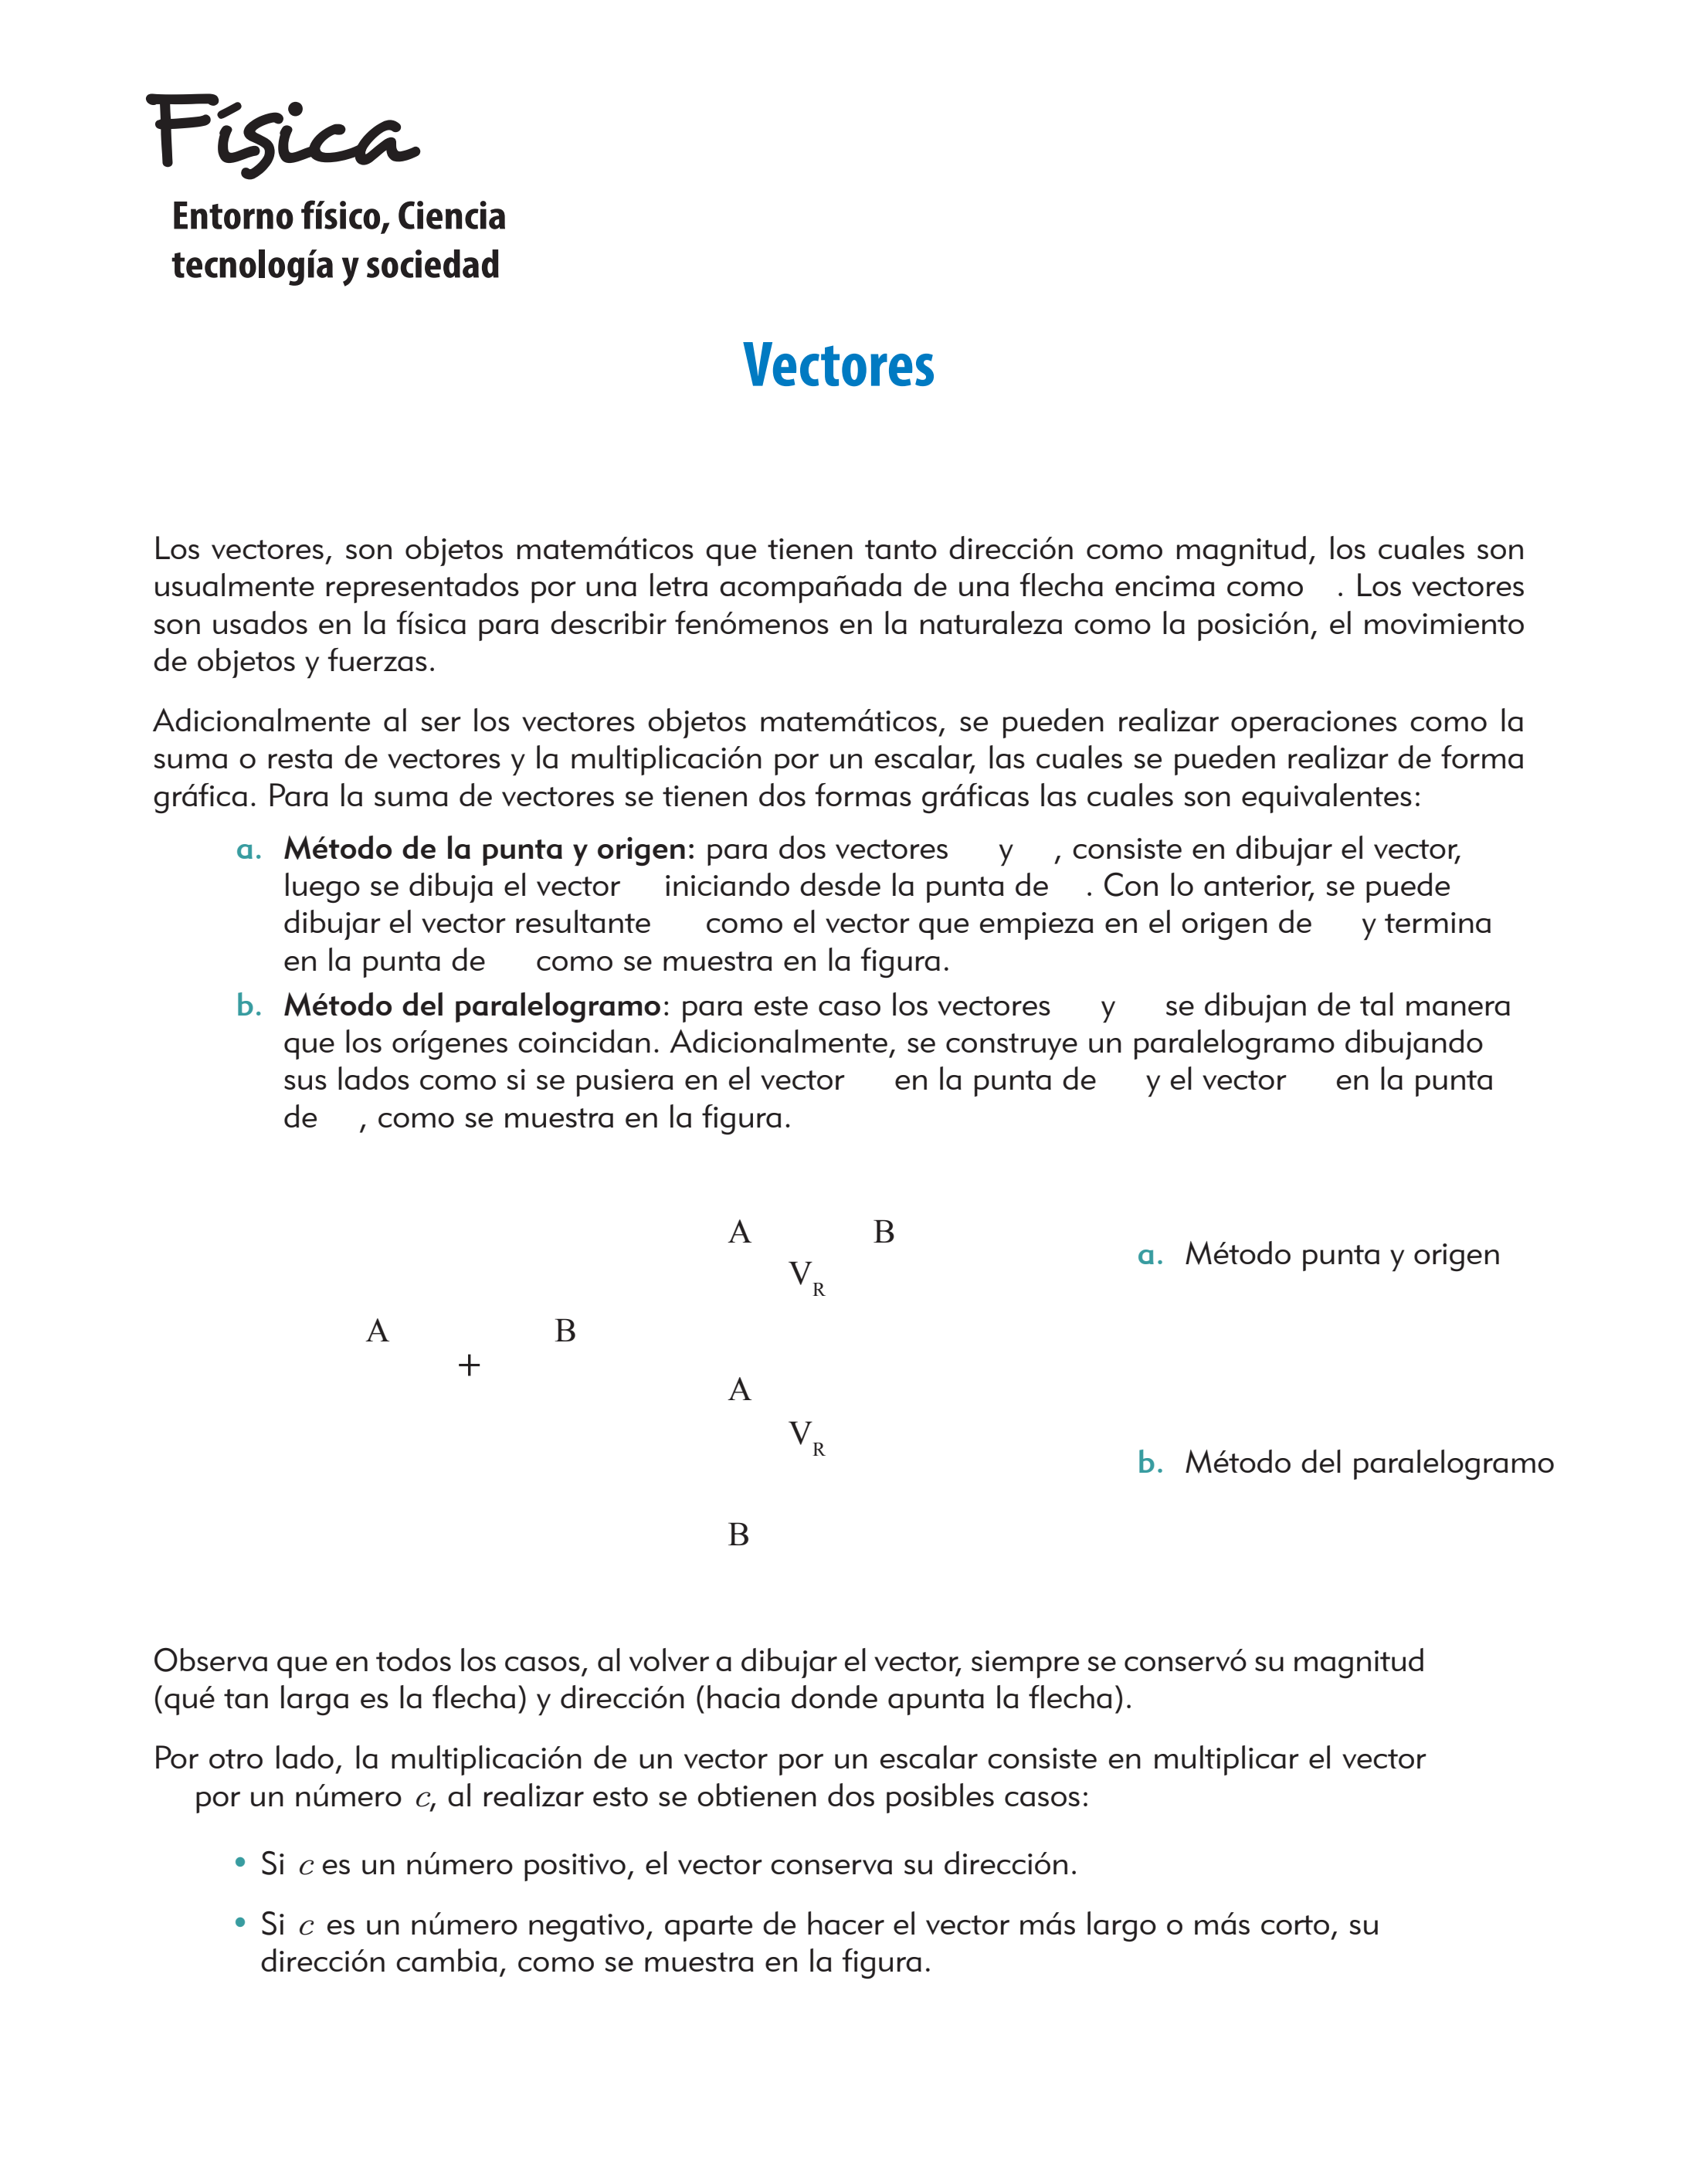 Física
Entorno físico, Ciencia
tecnología y sociedad
Vectores
Los vectores, son objetos matemáticos que tienen tanto dirección como magnitud, los cuales son
usualmente representados por una letra acompañada de una flecha encima como . Los vectores
son usados en la física para describir fenómenos en la naturaleza como la posición, el movimiento
de objetos y fuerzas.
Adicionalmente al ser los vectores objetos matemáticos, se pueden realizar operaciones como la
suma o resta de vectores y la multiplicación por un escalar, las cuales se pueden realizar de forma
gráfica. Para la suma de vectores se tienen dos formas gráficas las cuales son equivalentes:
a. Método de la punta y origen: para dos vectores y , consiste en dibujar el vector,
luego se dibuja el vector iniciando desde la punta de . Con lo anterior, se puede
dibujar el vector resultante como el vector que empieza en el origen de y termina
en la punta de como se muestra en la figura.
b. Método del paralelogramo: para este caso los vectores y se dibujan de tal manera
que los orígenes coincidan. Adicionalmente, se construye un paralelogramo dibujando
sus lados como si se pusiera en el vector en la punta de y el vector en la punta
de , como se muestra en la figura.
A B
V_R
a. Método punta y origen
A B
+
A
V_R
b. Método del paralelogramo
B
Observa que en todos los casos, al volver a dibujar el vector, siempre se conservó su magnitud
(qué tan larga es la flecha) y dirección (hacia donde apunta la flecha).
Por otro lado, la multiplicación de un vector por un escalar consiste en multiplicar el vector
por un número c, al realizar esto se obtienen dos posibles casos:
• Si c es un número positivo, el vector conserva su dirección.
• Si c es un número negativo, aparte de hacer el vector más largo o más corto, su
dirección cambia, como se muestra en la figura.